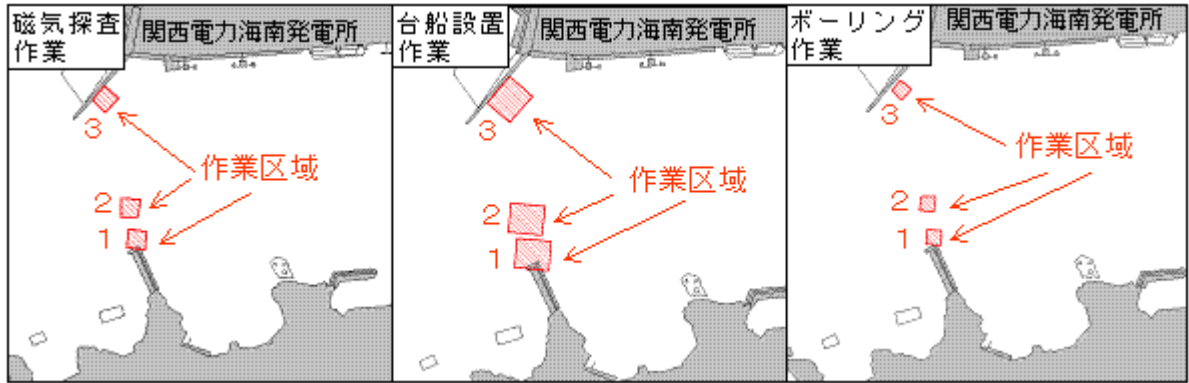 磁気探査
作業
関西電力海南発電所
3
作業区域
2
1
台船設置
作業
関西電力海南発電所
3
作業区域
2
1
ボーリング
作業
関西電力海南発電所
3
作業区域
2
1